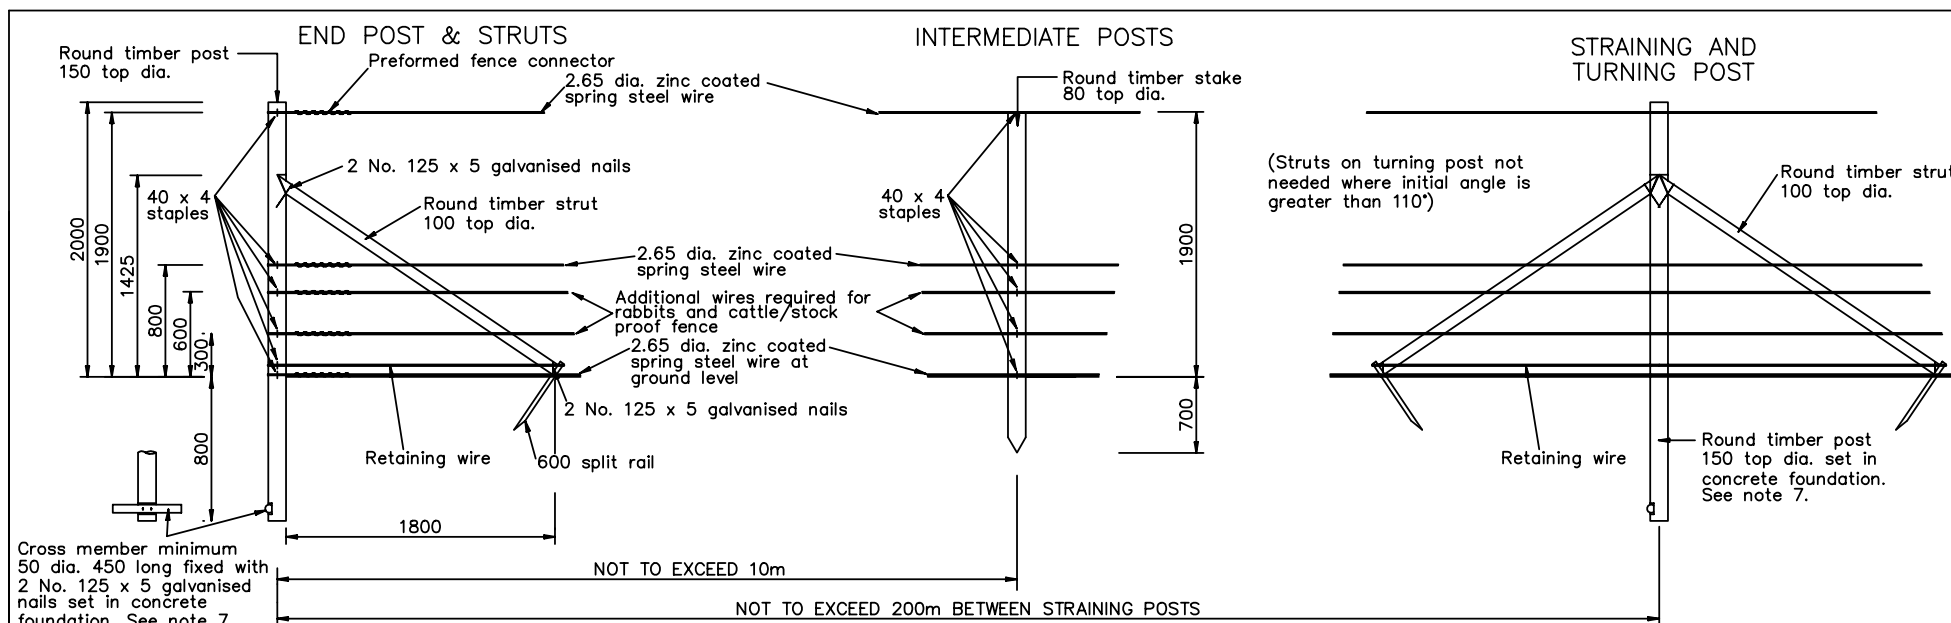 END POST & STRUTS
Round timber post
150 top dia.
Preformed fence connector
2.65 dia. zinc coated
spring steel wire
2 No. 125 x 5 galvanised nails
40 x 4
staples
Round timber strut
100 top dia.
2000
1900
1425
800
600
300
800
2.65 dia. zinc coated
spring steel wire
Additional wires required for
rabbits and cattle/stock
proof fence
2.65 dia. zinc coated
spring steel wire at
ground level
2 No. 125 x 5 galvanised nails
Retaining wire
600 split rail
1800
Cross member minimum
50 dia. 450 long fixed with
2 No. 125 x 5 galvanised
nails set in concrete
foundation. See note 7.
NOT TO EXCEED 10m
NOT TO EXCEED 200m BETWEEN STRAINING POSTS
INTERMEDIATE POSTS
Round timber stake
80 top dia.
40 x 4
staples
1900
700
STRAINING AND
TURNING POST
(Struts on turning post not
needed where initial angle is
greater than 110°)
Round timber strut
100 top dia.
Retaining wire
Round timber post
150 top dia. set in
concrete foundation.
See note 7.